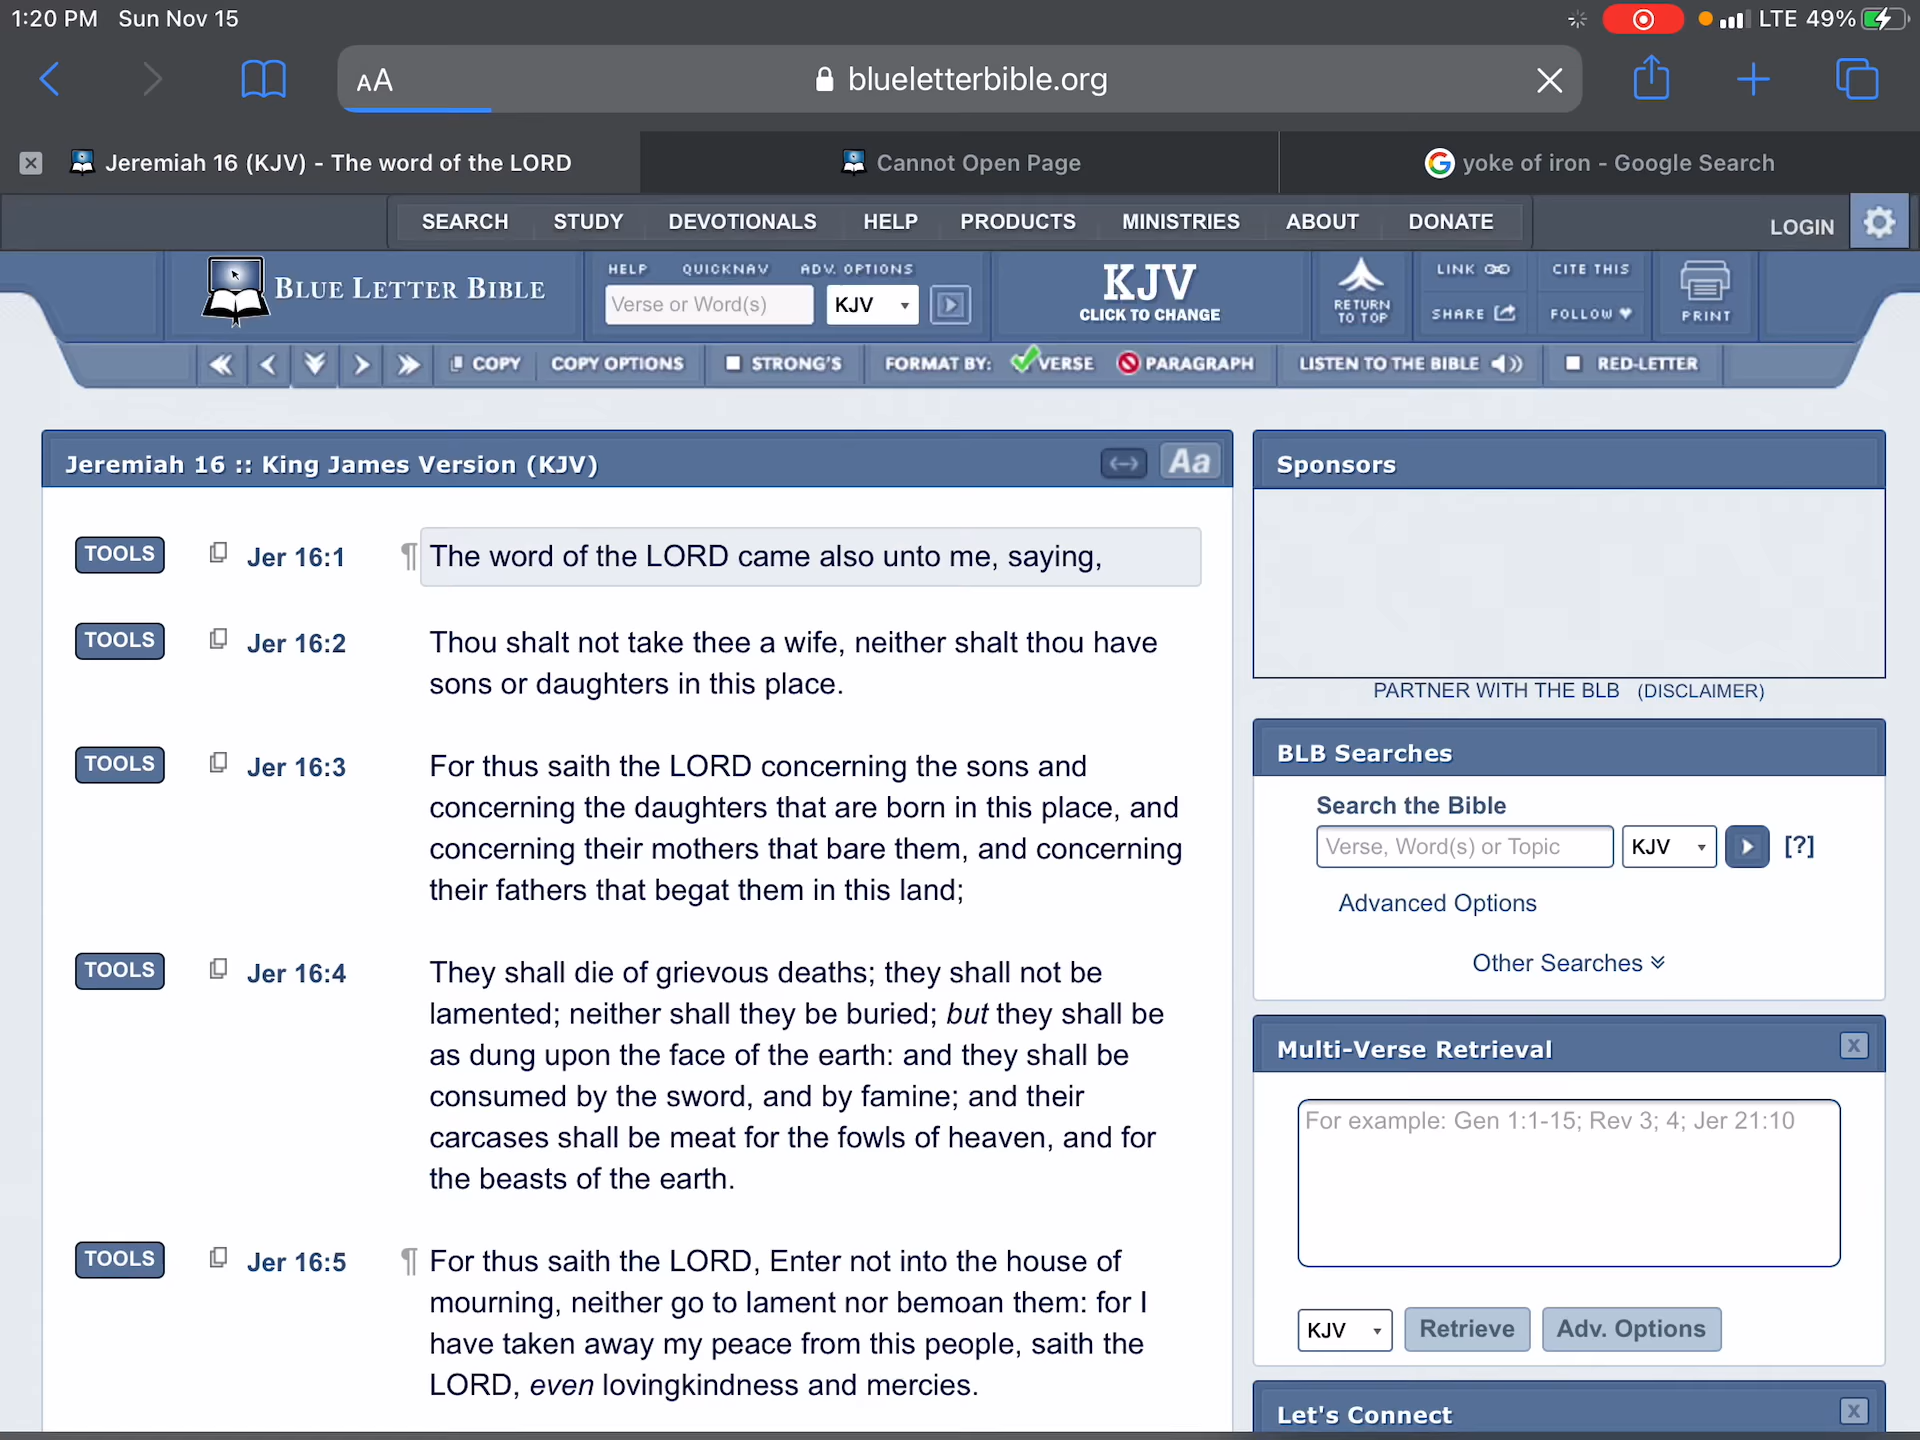 1:20 PM Sun Nov 15
LTE 49%
AA
blueletterbible.org
Jeremiah 16 (KJV) - The word of the LORD
Cannot Open Page
yoke of iron - Google Search
SEARCH STUDY DEVOTIONALS HELP PRODUCTS MINISTRIES ABOUT DONATE
LOGIN
BLUE LETTER BIBLE
HELP QUICKNAV ADV. OPTIONS
Verse or Word(s)
KJV
KJV
CLICK TO CHANGE
RETURN
TO TOP
LINK
CITE THIS
SHARE
FOLLOW
PRINT
COPY
COPY OPTIONS
STRONG'S
FORMAT BY: VERSE PARAGRAPH
LISTEN TO THE BIBLE
RED-LETTER
Jeremiah 16 :: King James Version (KJV)
Aa
TOOLS Jer 16:1 ¶ The word of the LORD came also unto me, saying,
TOOLS Jer 16:2 Thou shalt not take thee a wife, neither shalt thou have
sons or daughters in this place.
TOOLS Jer 16:3 For thus saith the LORD concerning the sons and
concerning the daughters that are born in this place, and
concerning their mothers that bare them, and concerning
their fathers that begat them in this land;
TOOLS Jer 16:4 They shall die of grievous deaths; they shall not be
lamented; neither shall they be buried; but they shall be
as dung upon the face of the earth: and they shall be
consumed by the sword, and by famine; and their
carcases shall be meat for the fowls of heaven, and for
the beasts of the earth.
TOOLS Jer 16:5 ¶ For thus saith the LORD, Enter not into the house of
mourning, neither go to lament nor bemoan them: for I
have taken away my peace from this people, saith the
LORD, even lovingkindness and mercies.
Sponsors
PARTNER WITH THE BLB (DISCLAIMER)
BLB Searches
Search the Bible
Verse, Word(s) or Topic
KJV
[?]
Advanced Options
Other Searches
Multi-Verse Retrieval
X
For example: Gen 1:1-15; Rev 3; 4; Jer 21:10
KJV
Retrieve
Adv. Options
Let's Connect
X